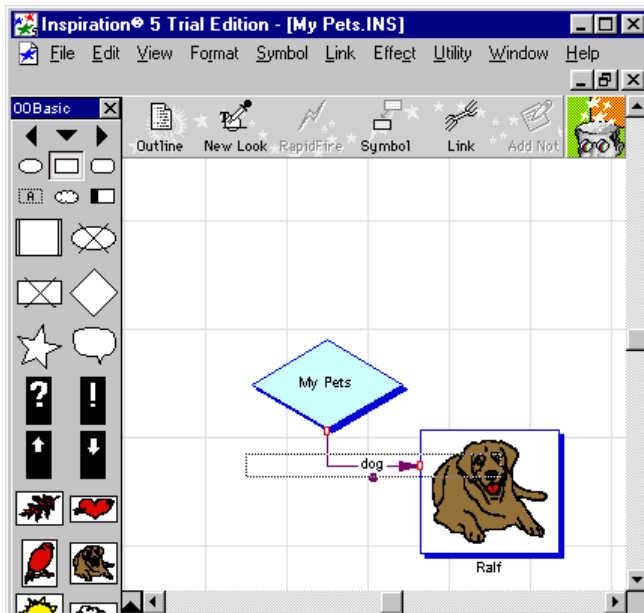 Inspiration® 5 Trial Edition - [My Pets.INS]
File Edit View Format Symbol Link Effect Utility Window Help
00Basic
Outline New Look RapidFire Symbol Link Add Not
A
? !
My Pets
dog
Ralf